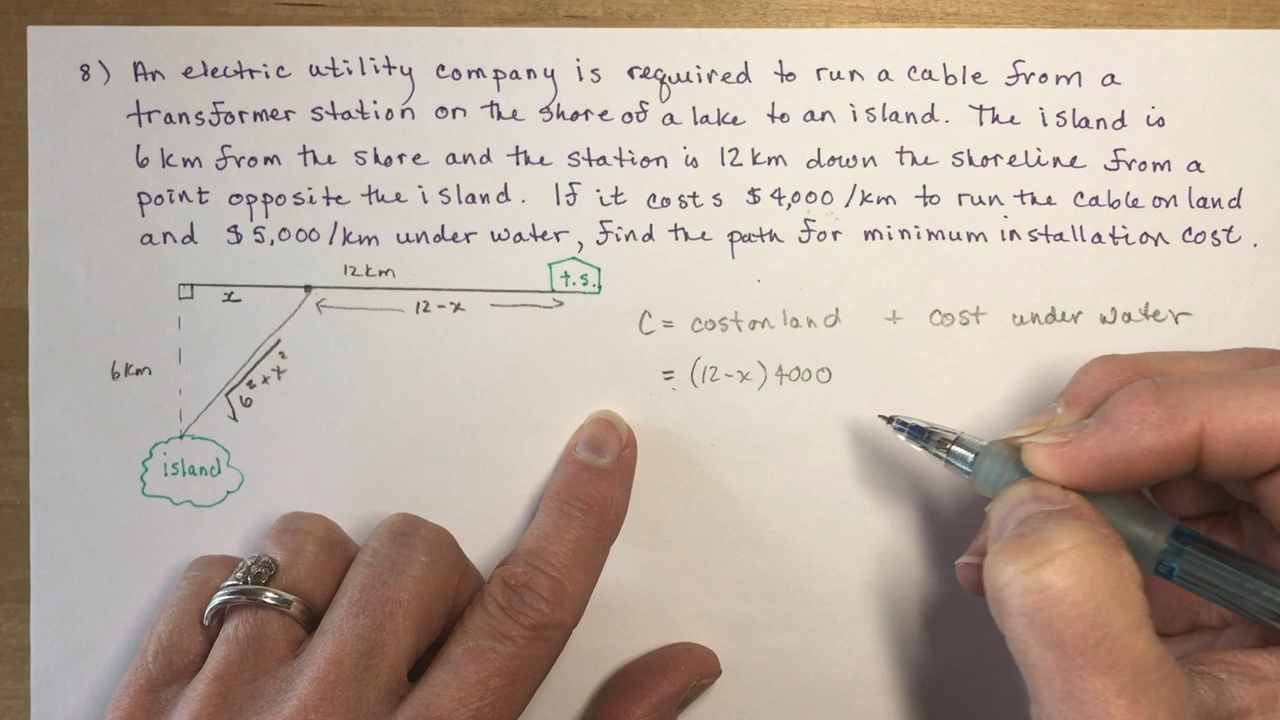 8) An electric utility company is required to run a cable from a
transformer station on the shore of a lake to an island. The island is
6 km from the shore and the station is 12 km down the shoreline from a
point opposite the island. If it costs $4,000/km to run the cable on land
and $5,000/km under water, find the path for minimum installation cost.
12 km
t.s.
x
12-x
6 km
√6²+x²
island
C = cost on land + cost under water
= (12-x)4000